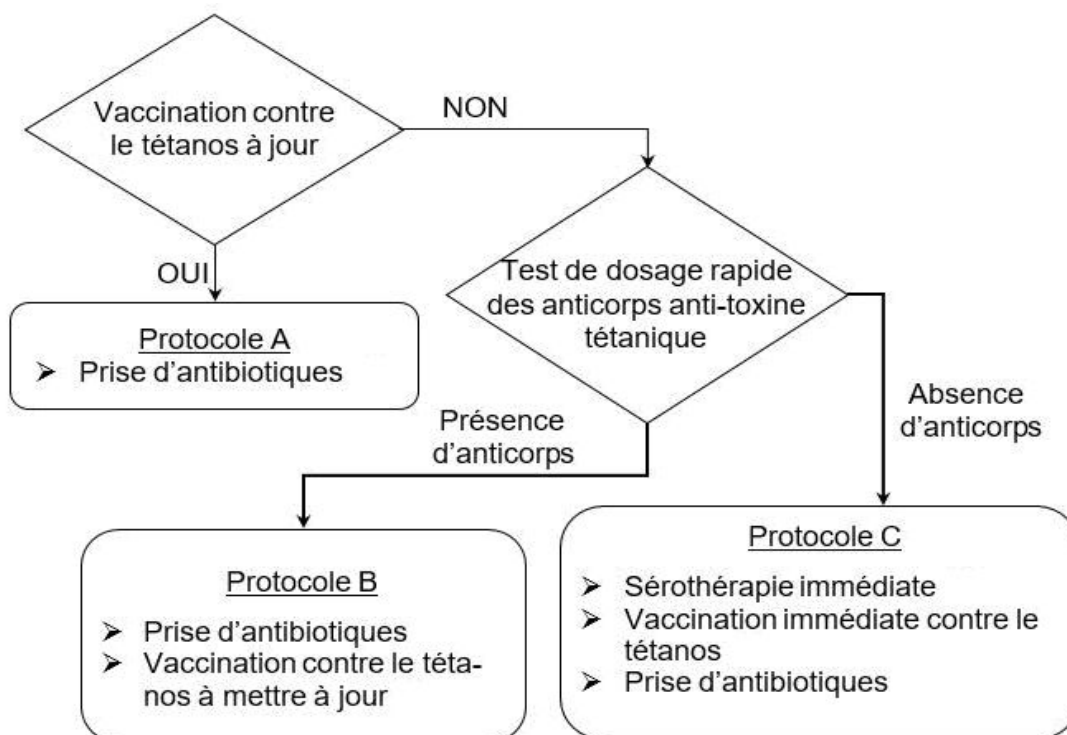 Vaccination contre
le tétanos à jour
NON
OUI
Test de dosage rapide
des anticorps anti-toxine
tétanique
Protocole A
➤ Prise d'antibiotiques
Présence
d'anticorps
Absence
d'anticorps
Protocole B
➤ Prise d'antibiotiques
➤ Vaccination contre le téta-
nos à mettre à jour
Protocole C
➤ Sérothérapie immédiate
➤ Vaccination immédiate contre le
tétanos
➤ Prise d'antibiotiques